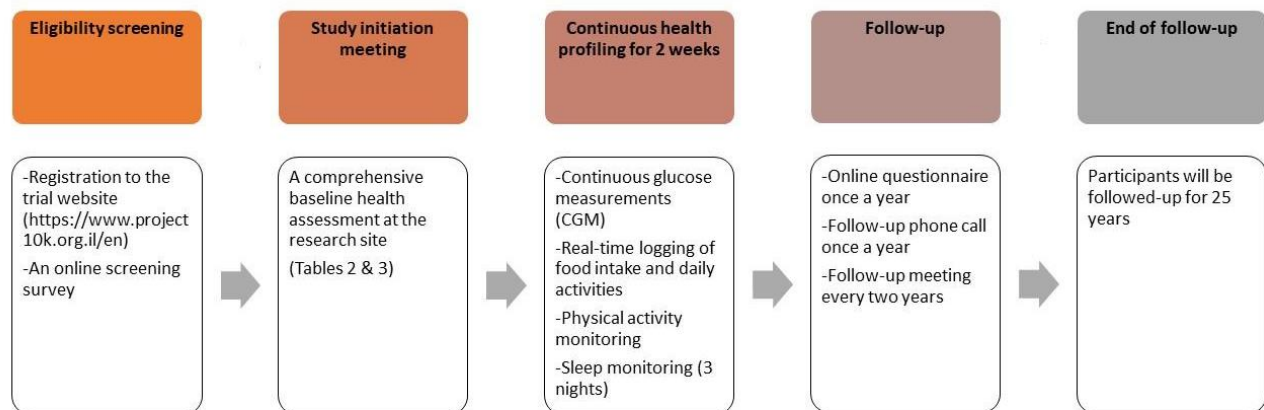 Eligibility screening
Study initiation
meeting
Continuous health
profiling for 2 weeks
Follow-up
End of follow-up
-Registration to the
trial website
(https://www.project
10k.org.il/en)
-An online screening
survey
A comprehensive
baseline health
assessment at the
research site
(Tables 2 & 3)
-Continuous glucose
measurements
(CGM)
-Real-time logging of
food intake and daily
activities
-Physical activity
monitoring
-Sleep monitoring (3
nights)
-Online questionnaire
once a year
-Follow-up phone call
once a year
-Follow-up meeting
every two years
Participants will be
followed-up for 25
years